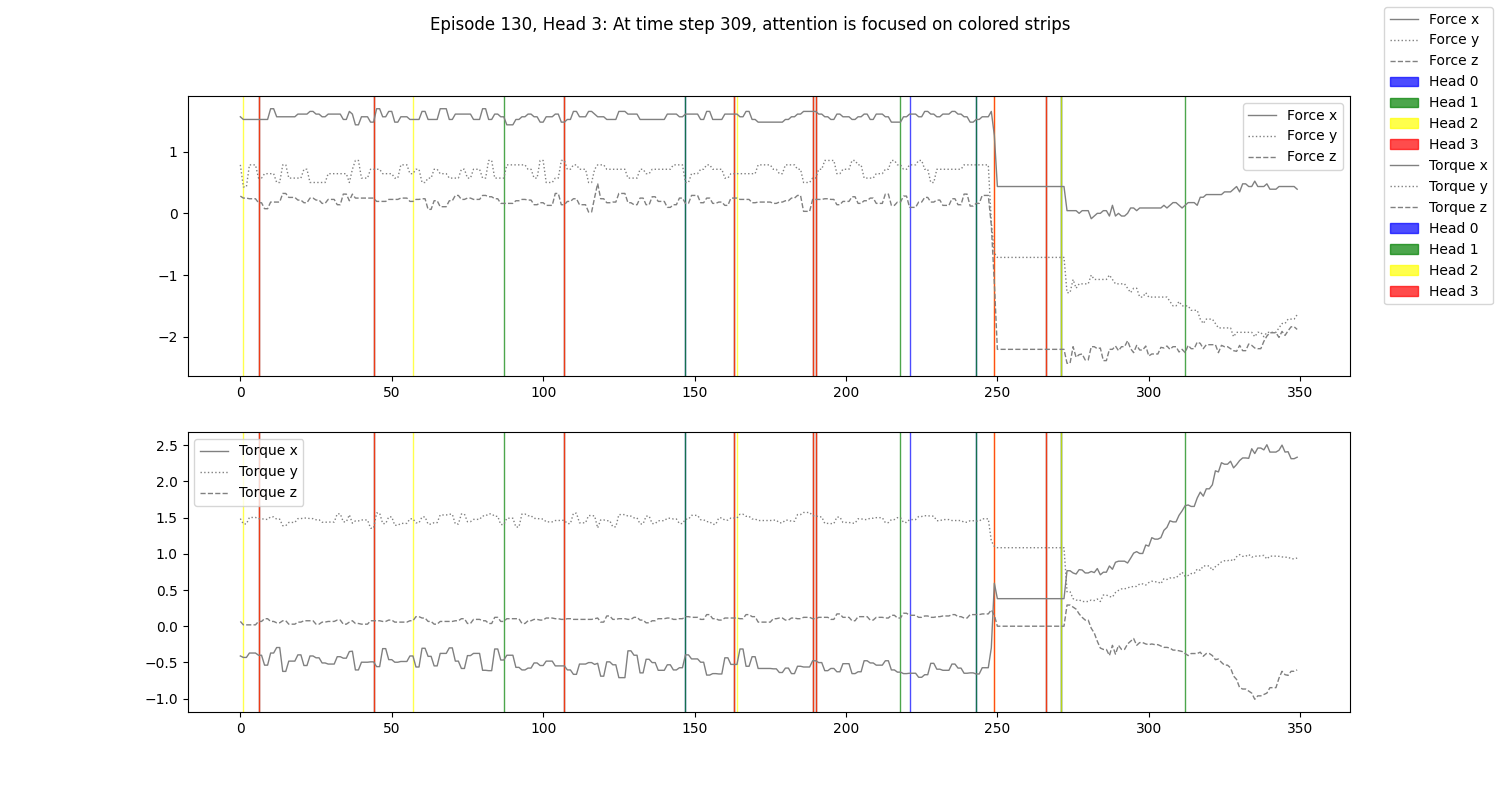 Episode 130, Head 3: At time step 309, attention is focused on colored strips
Force x
Force y
Force z
Head 0
Head 1
Head 2
Head 3
Torque x
Torque y
Torque z
Head 0
Head 1
Head 2
Head 3
Force x
Force y
Force z
1
0
−1
−2
0 50 100 150 200 250 300 350
Torque x
Torque y
Torque z
2.5
2.0
1.5
1.0
0.5
0.0
−0.5
−1.0
0 50 100 150 200 250 300 350